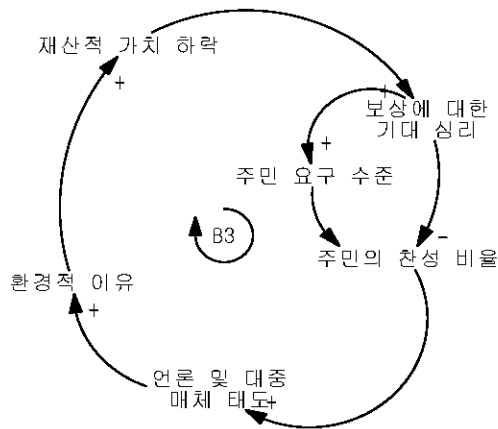 재산적 가치 하락
+
+
보상에 대한
기대 심리
+
주민 요구 수준
B3
-
주민의 찬성 비율
환경적 이유
+
언론 및 대중
매체 태도+